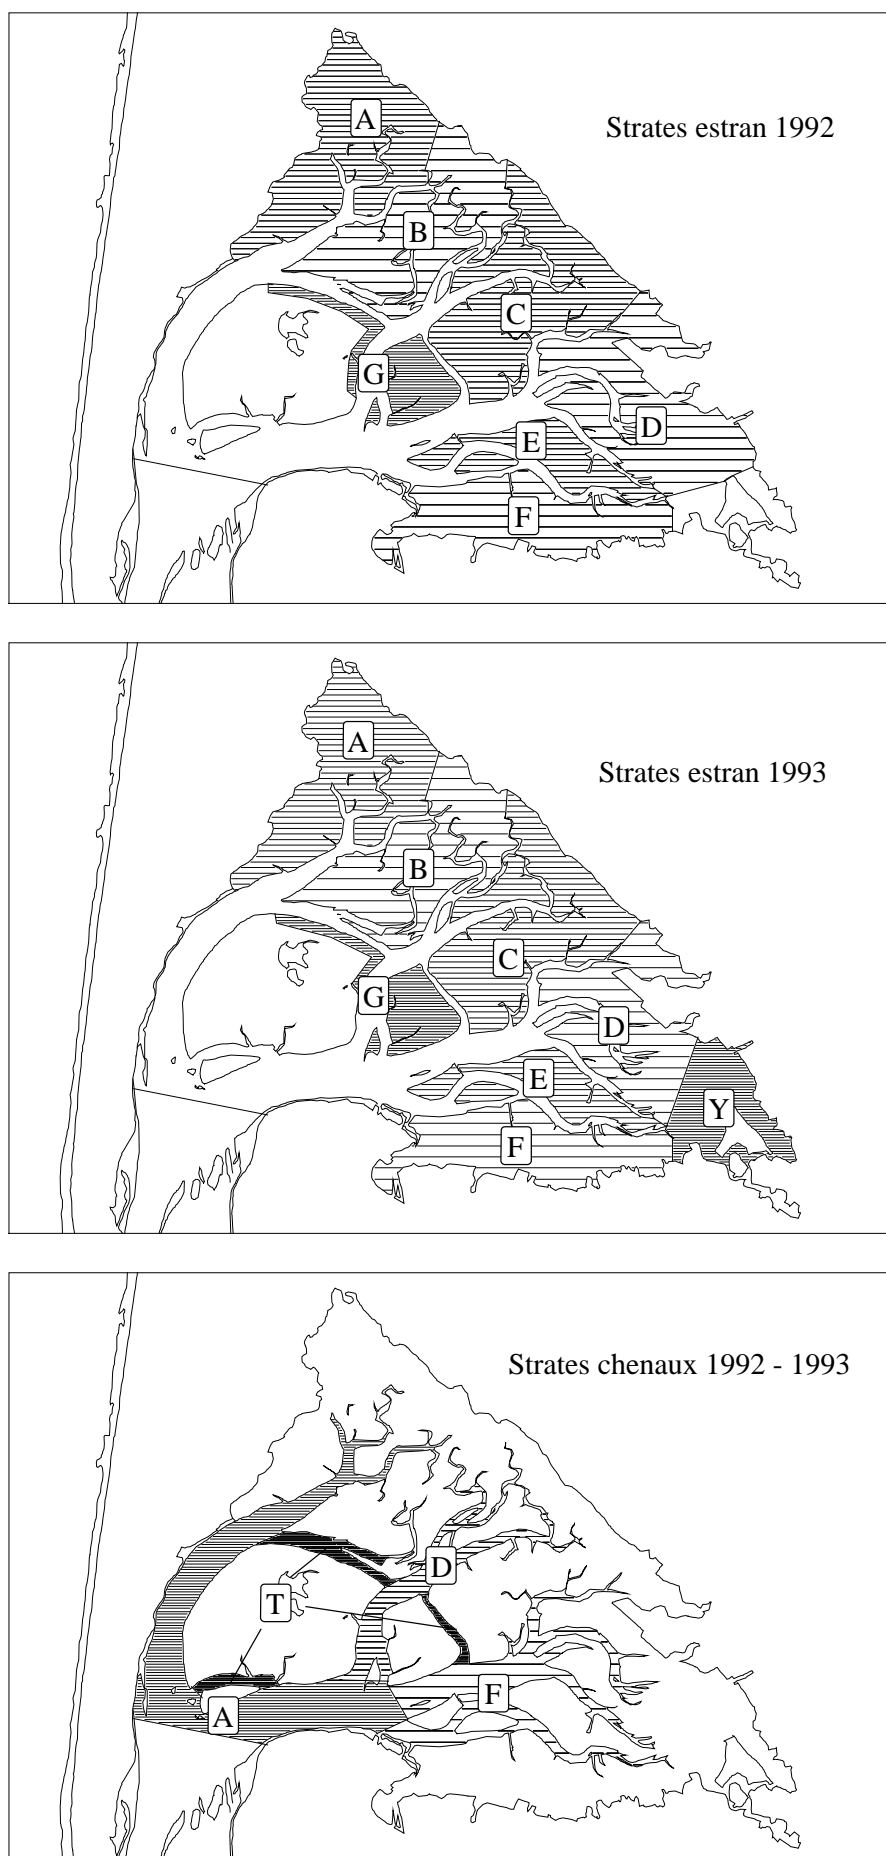 Strates estran 1992
A
B
C
G
D
E
F
Strates estran 1993
A
B
C
G
D
E
Y
F
Strates chenaux 1992 - 1993
D
T
F
A